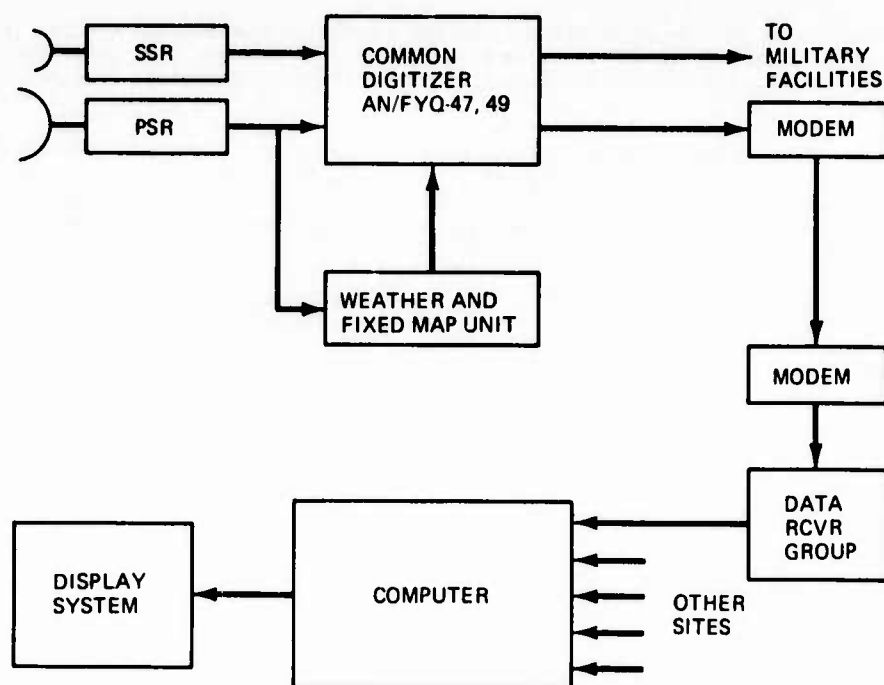 SSR
PSR
COMMON
DIGITIZER
AN/FYQ-47, 49
TO
MILITARY
FACILITIES
MODEM
WEATHER AND
FIXED MAP UNIT
MODEM
DATA
RCVR
GROUP
DISPLAY
SYSTEM
COMPUTER
OTHER
SITES